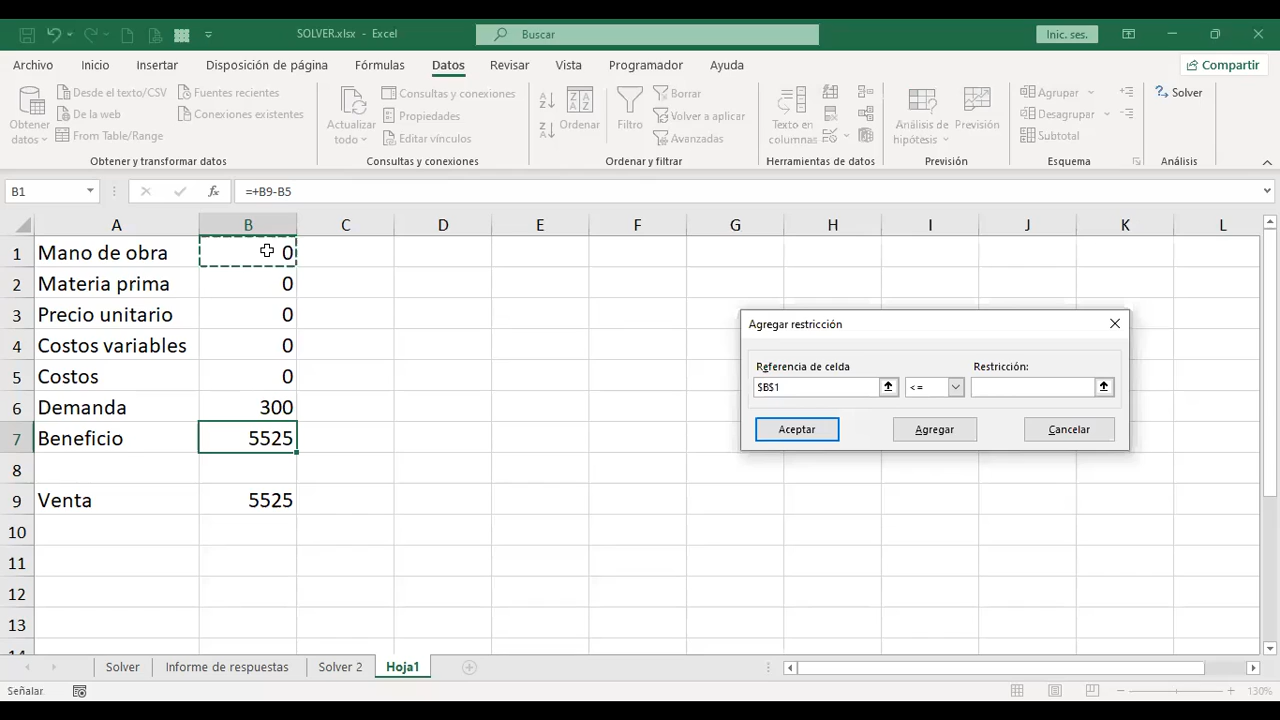 SOLVER.xlsx - Excel
Buscar
Inic. ses.
Archivo Inicio Insertar Disposición de página Fórmulas Datos Revisar Vista Programador Ayuda
Compartir
Obtener datos
Desde el texto/CSV
De la web
From Table/Range
Fuentes recientes
Conexiones existentes
Obtener y transformar datos
Actualizar todo
Consultas y conexiones
Propiedades
Editar vínculos
Consultas y conexiones
Ordenar
Filtro
Borrar
Volver a aplicar
Avanzadas
Ordenar y filtrar
Texto en columnas
Herramientas de datos
Análisis de hipótesis
Previsión
Previsión
Agrupar
Desagrupar
Subtotal
Esquema
Solver
Análisis
B1 fx =+B9-B5
A B C D E F G H I J K L
1 Mano de obra 0
2 Materia prima 0
3 Precio unitario 0
4 Costos variables 0
5 Costos 0
6 Demanda 300
7 Beneficio 5525
8
9 Venta 5525
10
11
12
13
14
Agregar restricción
Referencia de celda Restricción:
$B$1 <=
Aceptar Agregar Cancelar
Solver Informe de respuestas Solver 2 Hoja1
Señalar
130%